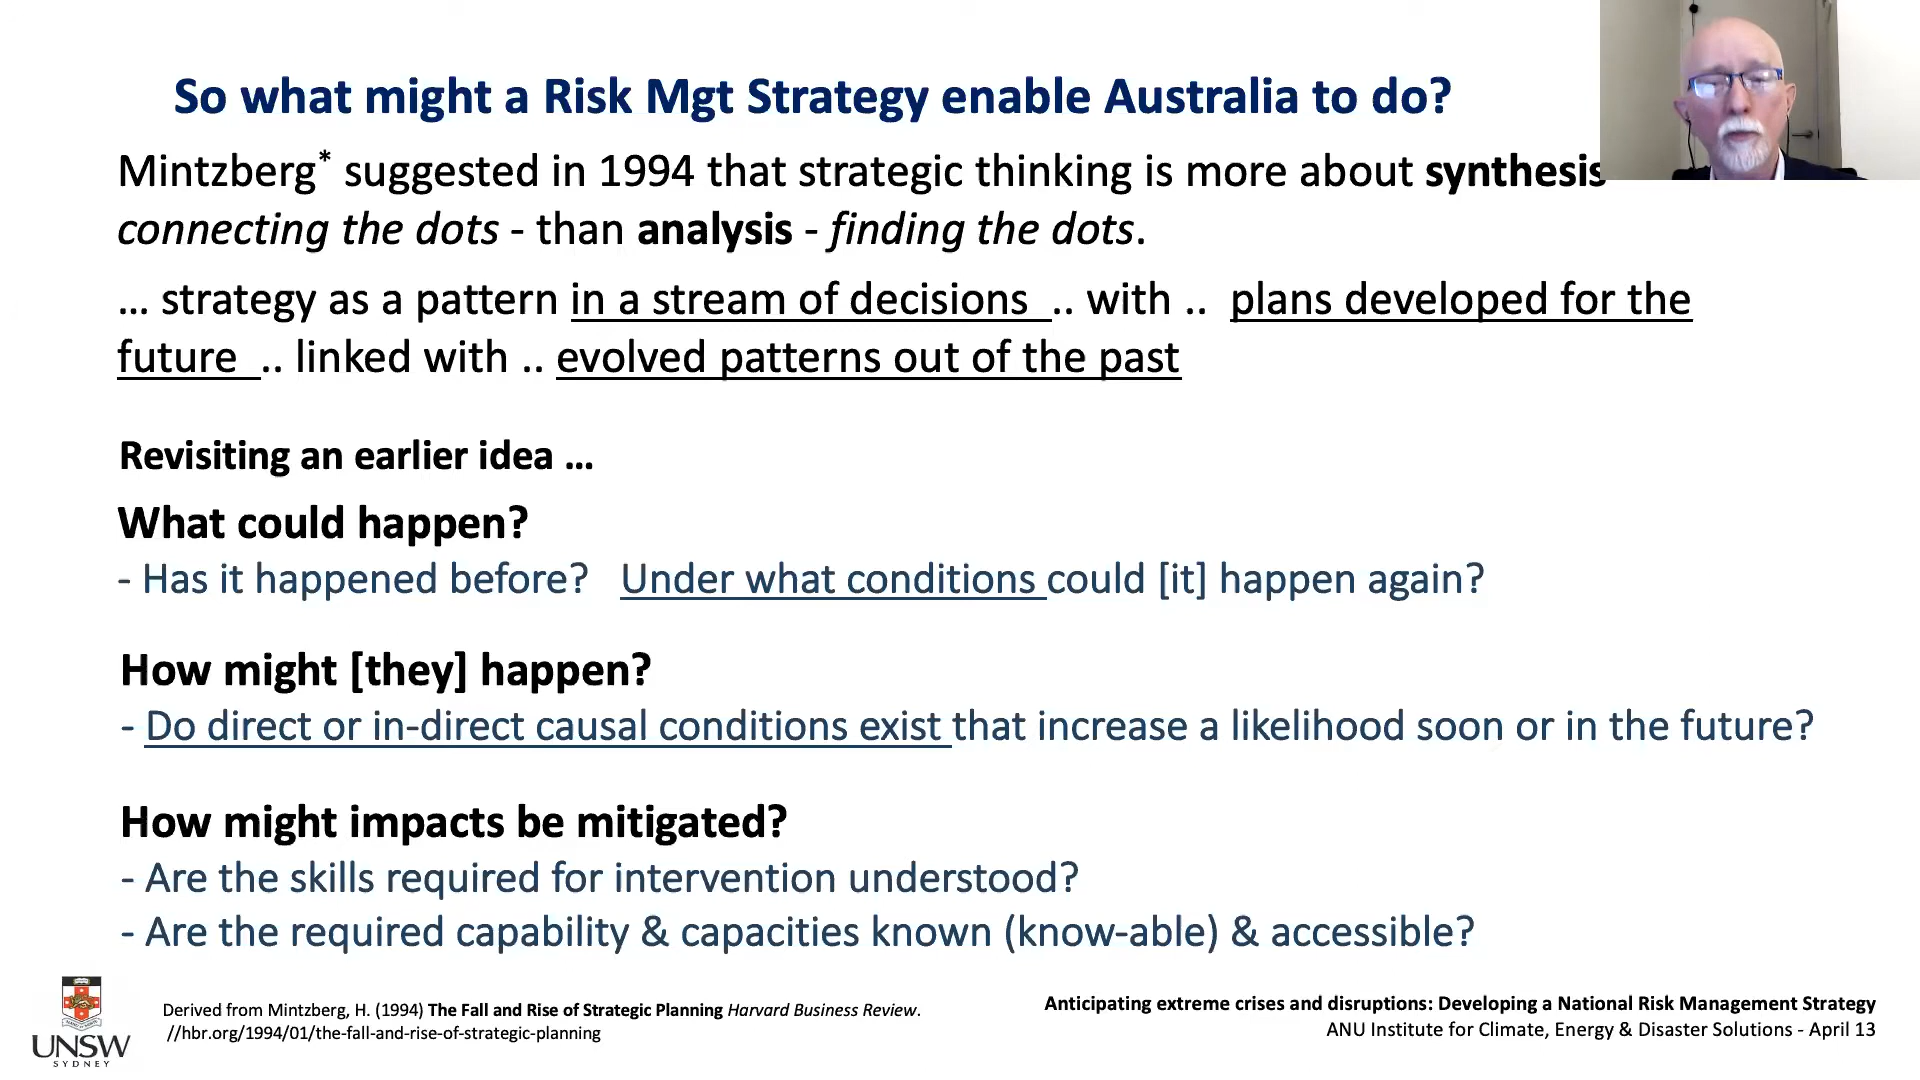 So what might a Risk Mgt Strategy enable Australia to do?
Mintzberg* suggested in 1994 that strategic thinking is more about synthesis
connecting the dots - than analysis - finding the dots.
... strategy as a pattern in a stream of decisions .. with .. plans developed for the
future .. linked with .. evolved patterns out of the past
Revisiting an earlier idea ...
What could happen?
- Has it happened before? Under what conditions could [it] happen again?
How might [they] happen?
- Do direct or in-direct causal conditions exist that increase a likelihood soon or in the future?
How might impacts be mitigated?
- Are the skills required for intervention understood?
- Are the required capability & capacities known (know-able) & accessible?
UNSW
SYDNEY
Derived from Mintzberg, H. (1994) The Fall and Rise of Strategic Planning Harvard Business Review.
//hbr.org/1994/01/the-fall-and-rise-of-strategic-planning
Anticipating extreme crises and disruptions: Developing a National Risk Management Strategy
ANU Institute for Climate, Energy & Disaster Solutions - April 13